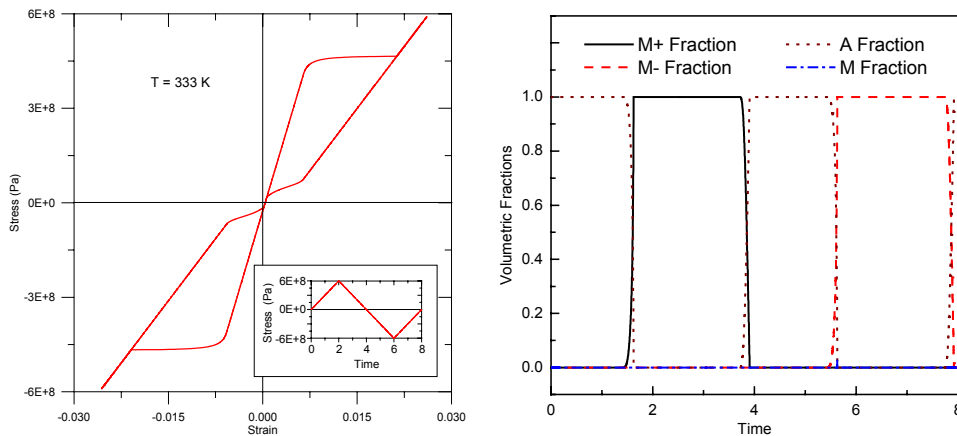 6E+8
3E+8
0E+0
-3E+8
-6E+8
Stress (Pa)
T = 333 K
-0.030 -0.015 0.000 0.015 0.030
Strain
6E+8
0E+0
-6E+8
Stress (Pa)
0 2 4 6 8
Time
M+ Fraction A Fraction
M- Fraction M Fraction
1.0
0.8
0.6
0.4
0.2
0.0
Volumetric Fractions
0 2 4 6 8
Time